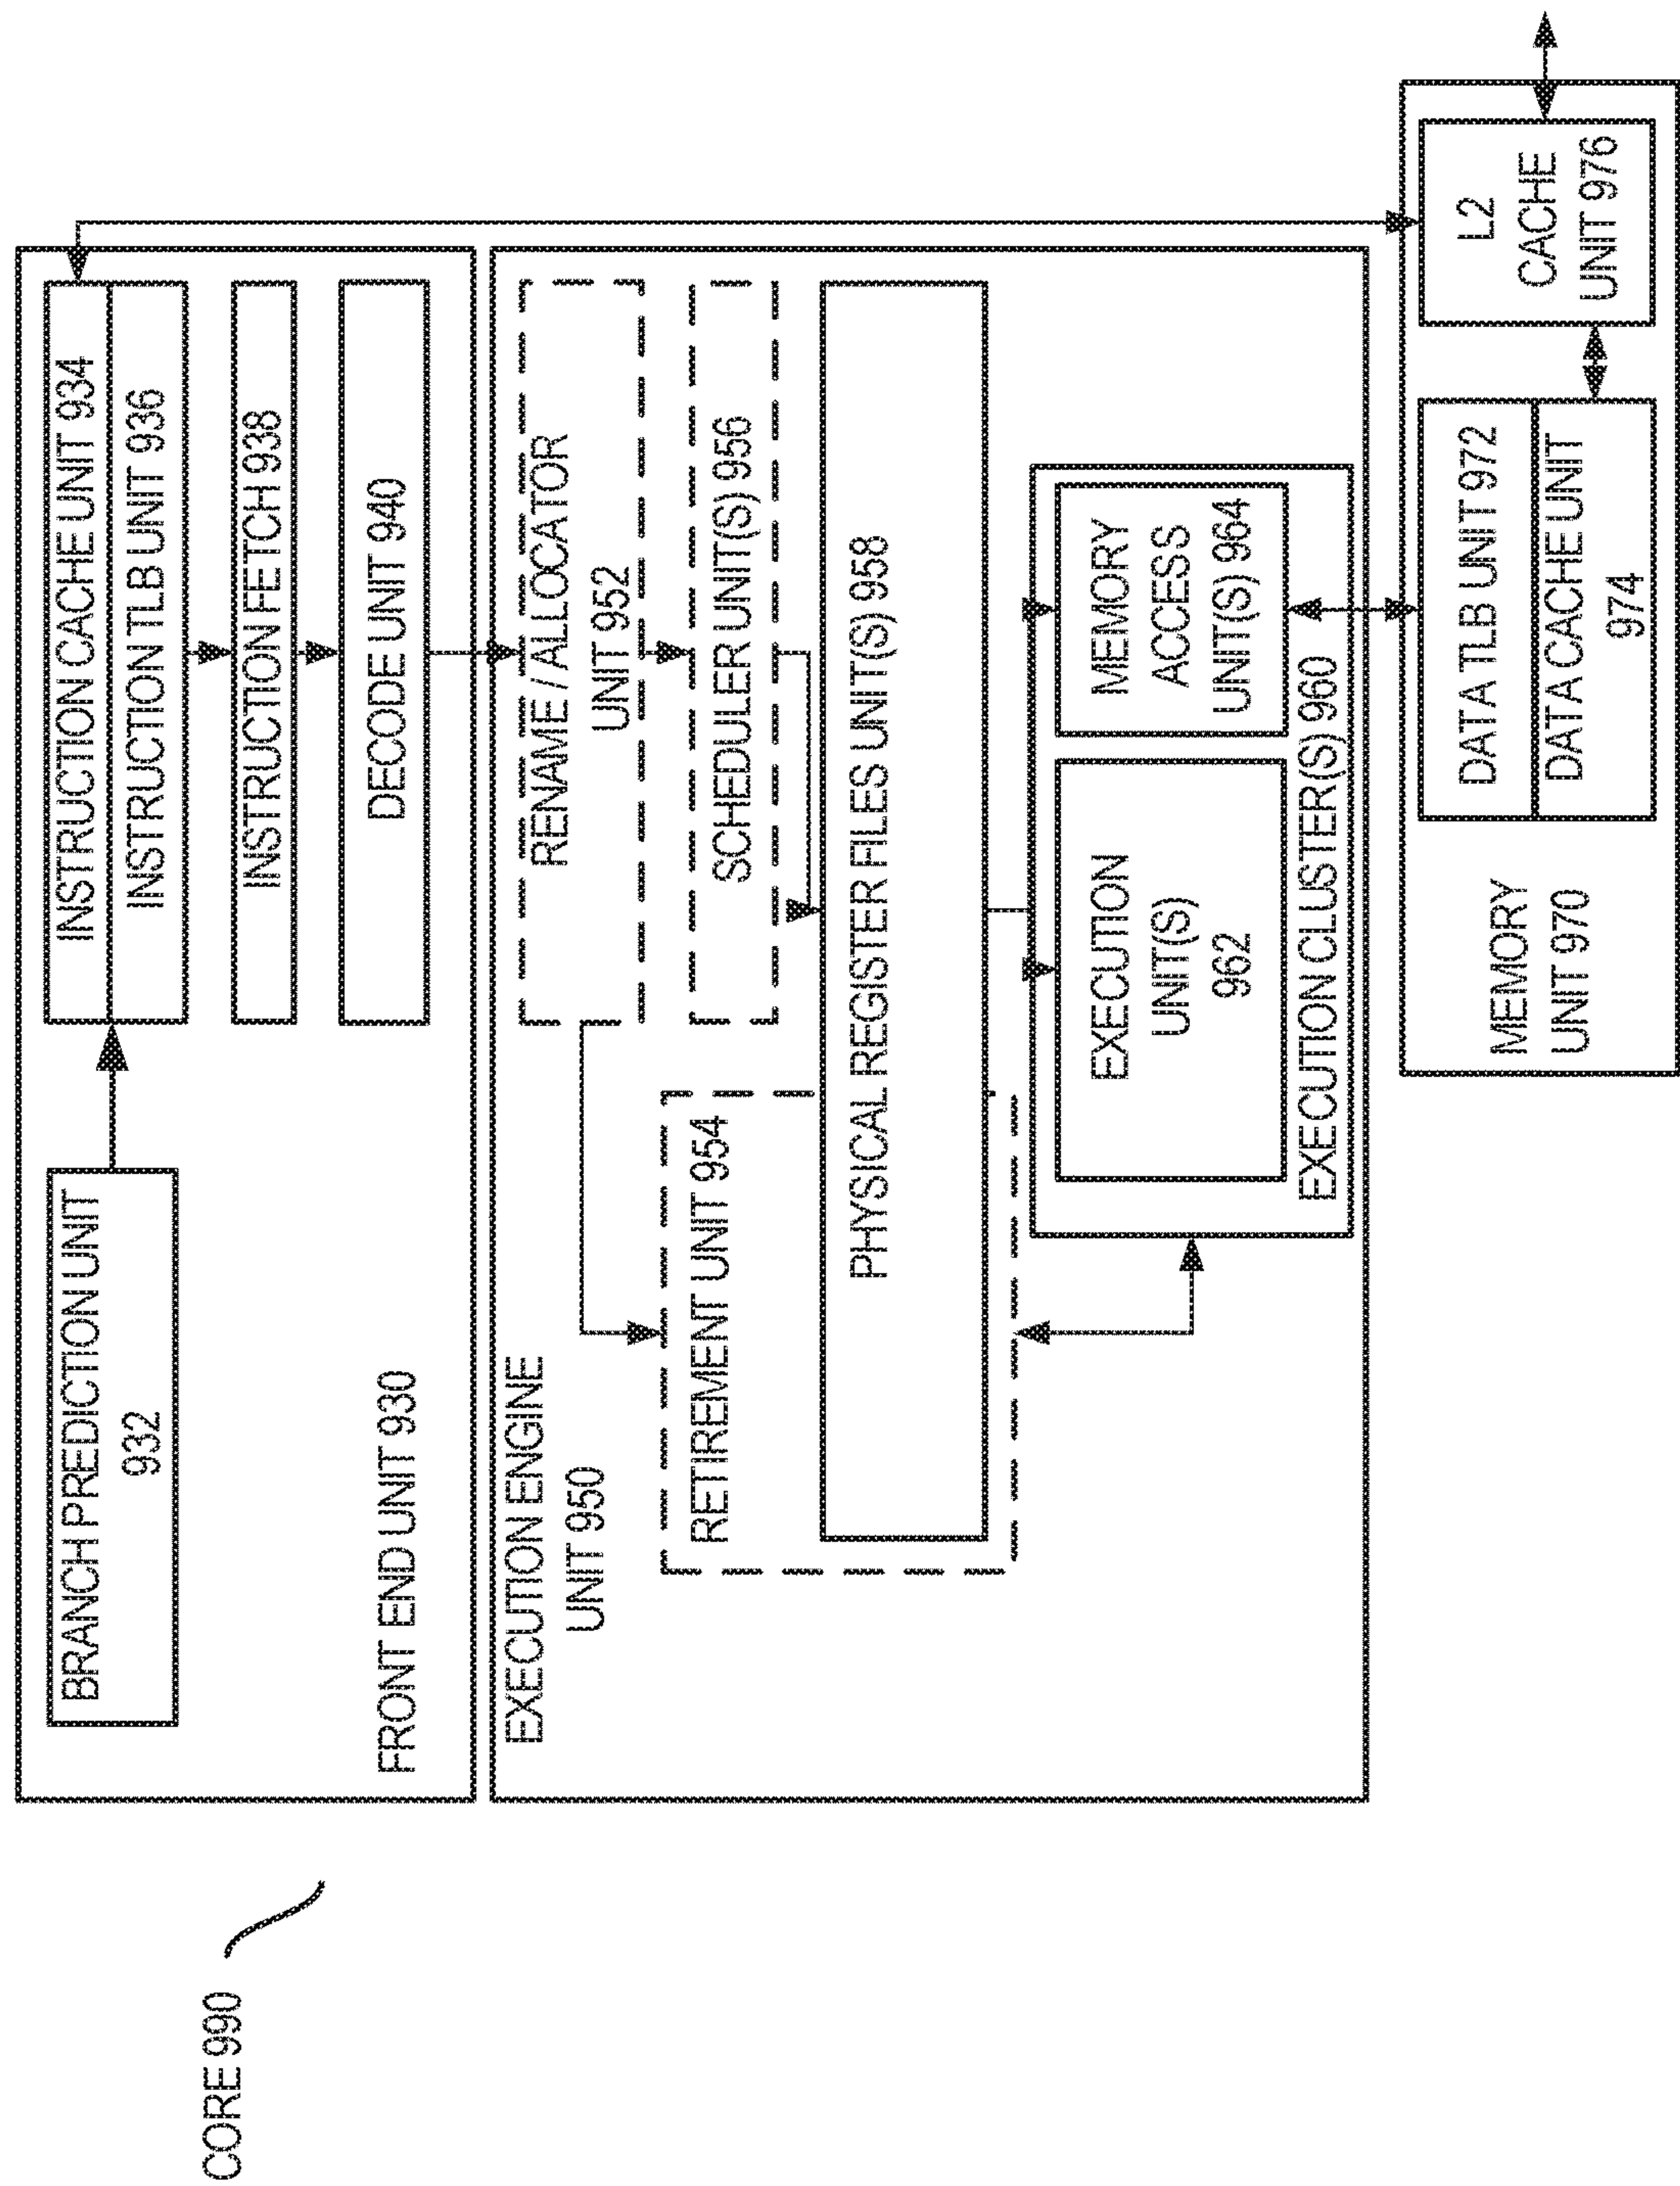 CORE 990
BRANCH PREDICTION UNIT
932
INSTRUCTION CACHE UNIT 934
INSTRUCTION TLB UNIT 936
INSTRUCTION FETCH 938
DECODE UNIT 940
FRONT END UNIT 930
EXECUTION ENGINE
UNIT 950
RENAME / ALLOCATOR
UNIT 952
RETIREMENT UNIT 954
SCHEDULER UNIT(S) 956
PHYSICAL REGISTER FILES UNIT(S) 958
EXECUTION
UNIT(S)
962
MEMORY
ACCESS
UNIT(S) 964
EXECUTION CLUSTER(S) 960
MEMORY
UNIT 970
DATA TLB UNIT 972
DATA CACHE UNIT
974
L2
CACHE
UNIT 976